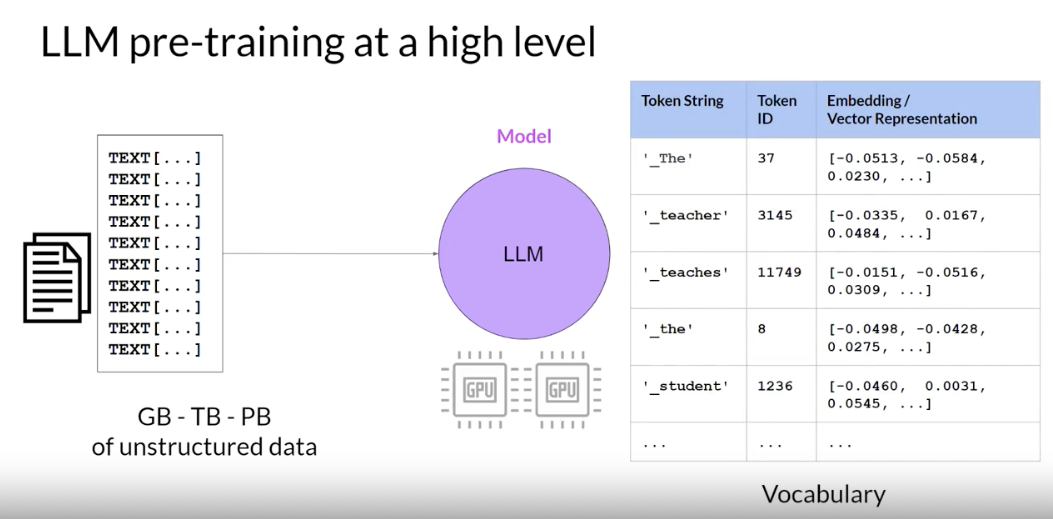 LLM pre-training at a high level
TEXT[...]
TEXT[...]
TEXT[...]
TEXT[...]
TEXT[...]
TEXT[...]
TEXT[...]
TEXT[...]
TEXT[...]
TEXT[...]
GB - TB - PB
of unstructured data
Model
LLM
GPU GPU
Token String Token ID Embedding / Vector Representation
'_The' 37 [-0.0513, -0.0584,
0.0230, ...]
'_teacher' 3145 [-0.0335, 0.0167,
0.0484, ...]
'_teaches' 11749 [-0.0151, -0.0516,
0.0309, ...]
'_the' 8 [-0.0498, -0.0428,
0.0275, ...]
'_student' 1236 [-0.0460, 0.0031,
0.0545, ...]
... ... ...
Vocabulary